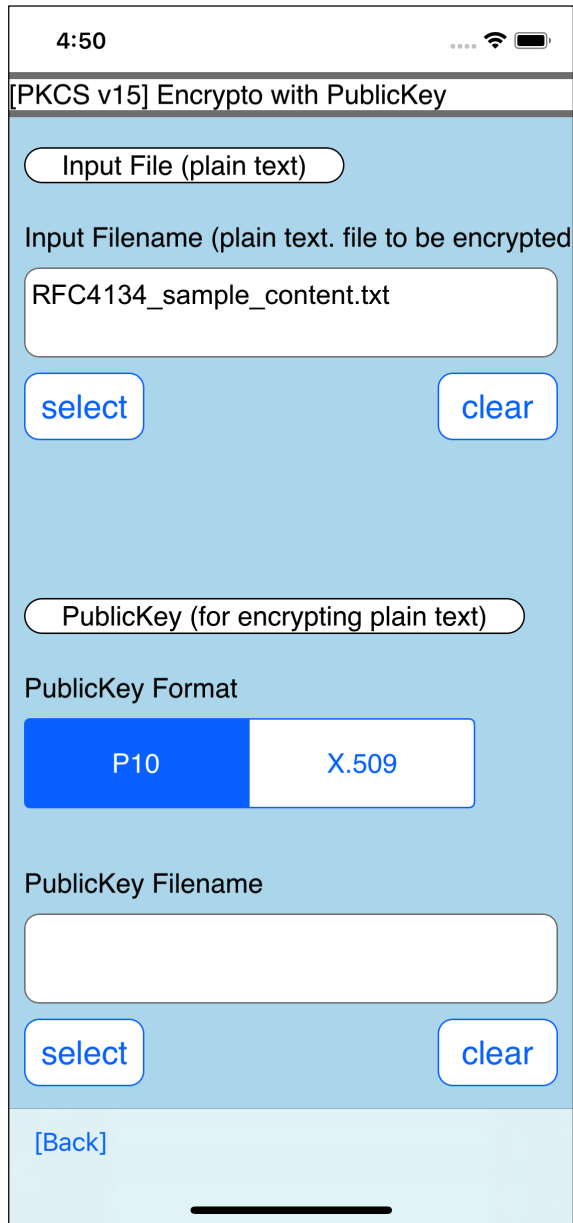 4:50
[PKCS v15] Encrypto with PublicKey
Input File (plain text)
Input Filename (plain text. file to be encrypted
RFC4134_sample_content.txt
select clear
PublicKey (for encrypting plain text)
PublicKey Format
P10 X.509
PublicKey Filename
select clear
[Back]